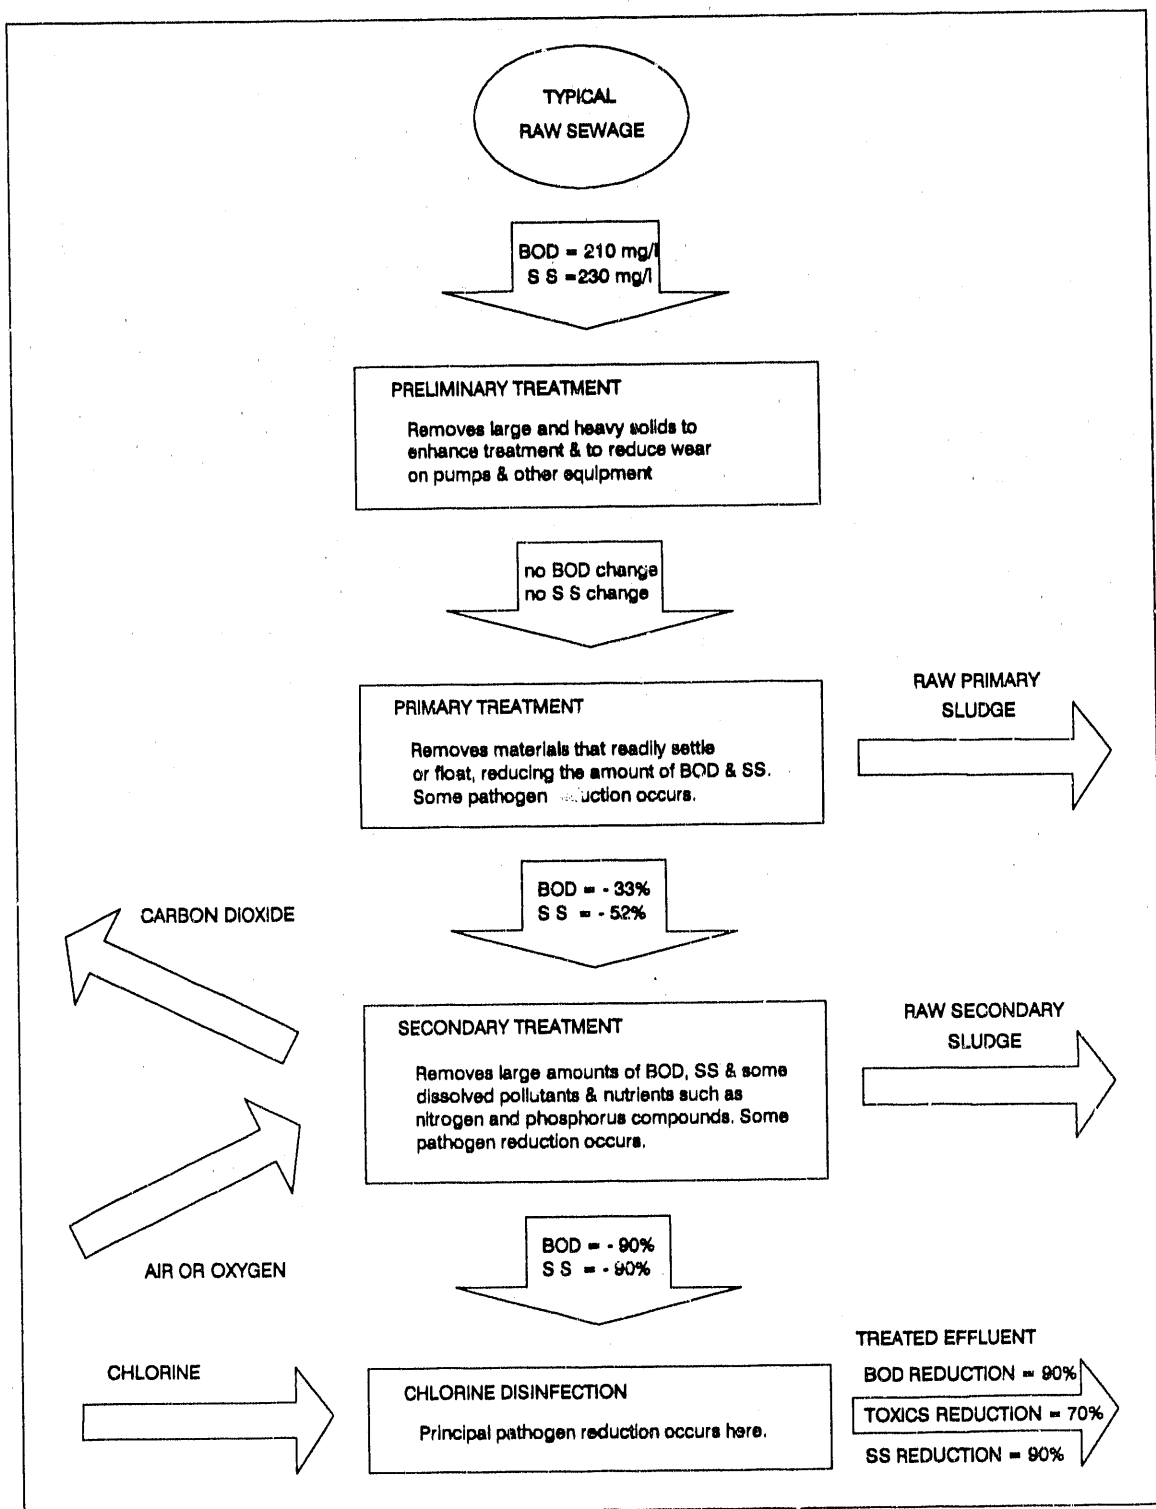 TYPICAL
RAW SEWAGE
BOD = 210 mg/l
S S =230 mg/l
PRELIMINARY TREATMENT
Removes large and heavy solids to
enhance treatment & to reduce wear
on pumps & other equipment
no BOD change
no S S change
RAW PRIMARY
SLUDGE
PRIMARY TREATMENT
Removes materials that readily settle
or float, reducing the amount of BOD & SS.
Some pathogen uction occurs.
BOD = - 33%
S S = - 52%
CARBON DIOXIDE
RAW SECONDARY
SLUDGE
SECONDARY TREATMENT
Removes large amounts of BOD, SS & some
dissolved pollutants & nutrients such as
nitrogen and phosphorus compounds. Some
pathogen reduction occurs.
AIR OR OXYGEN
BOD = - 90%
S S = - 90%
TREATED EFFLUENT
CHLORINE
BOD REDUCTION = 90%
CHLORINE DISINFECTION
TOXICS REDUCTION = 70%
Principal pathogen reduction occurs here.
SS REDUCTION = 90%